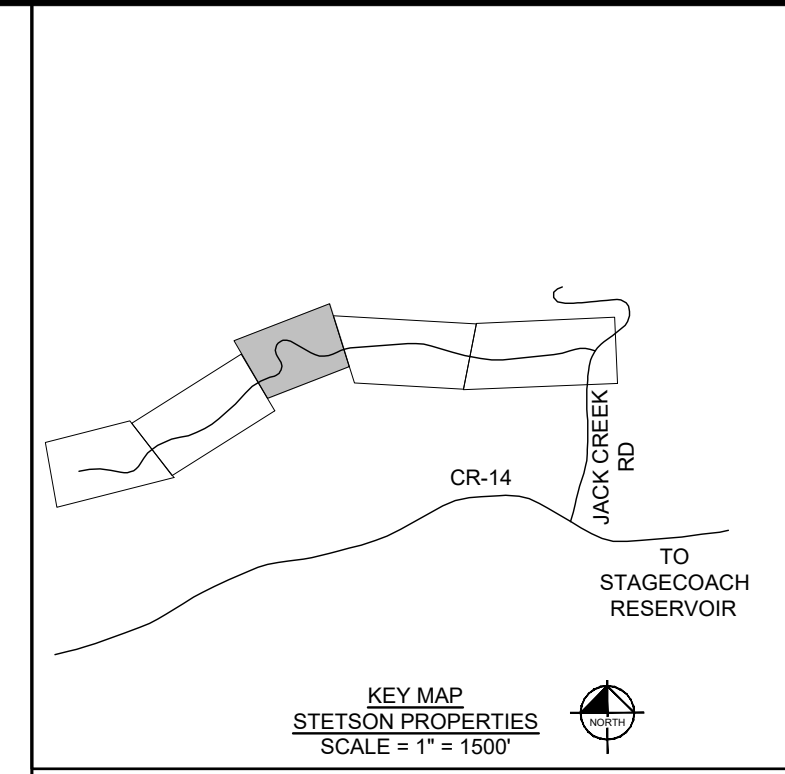 CR-14
JACK CREEK
RD
TO
STAGECOACH
RESERVOIR
KEY MAP
STETSON PROPERTIES
SCALE = 1" = 1500'
NORTH